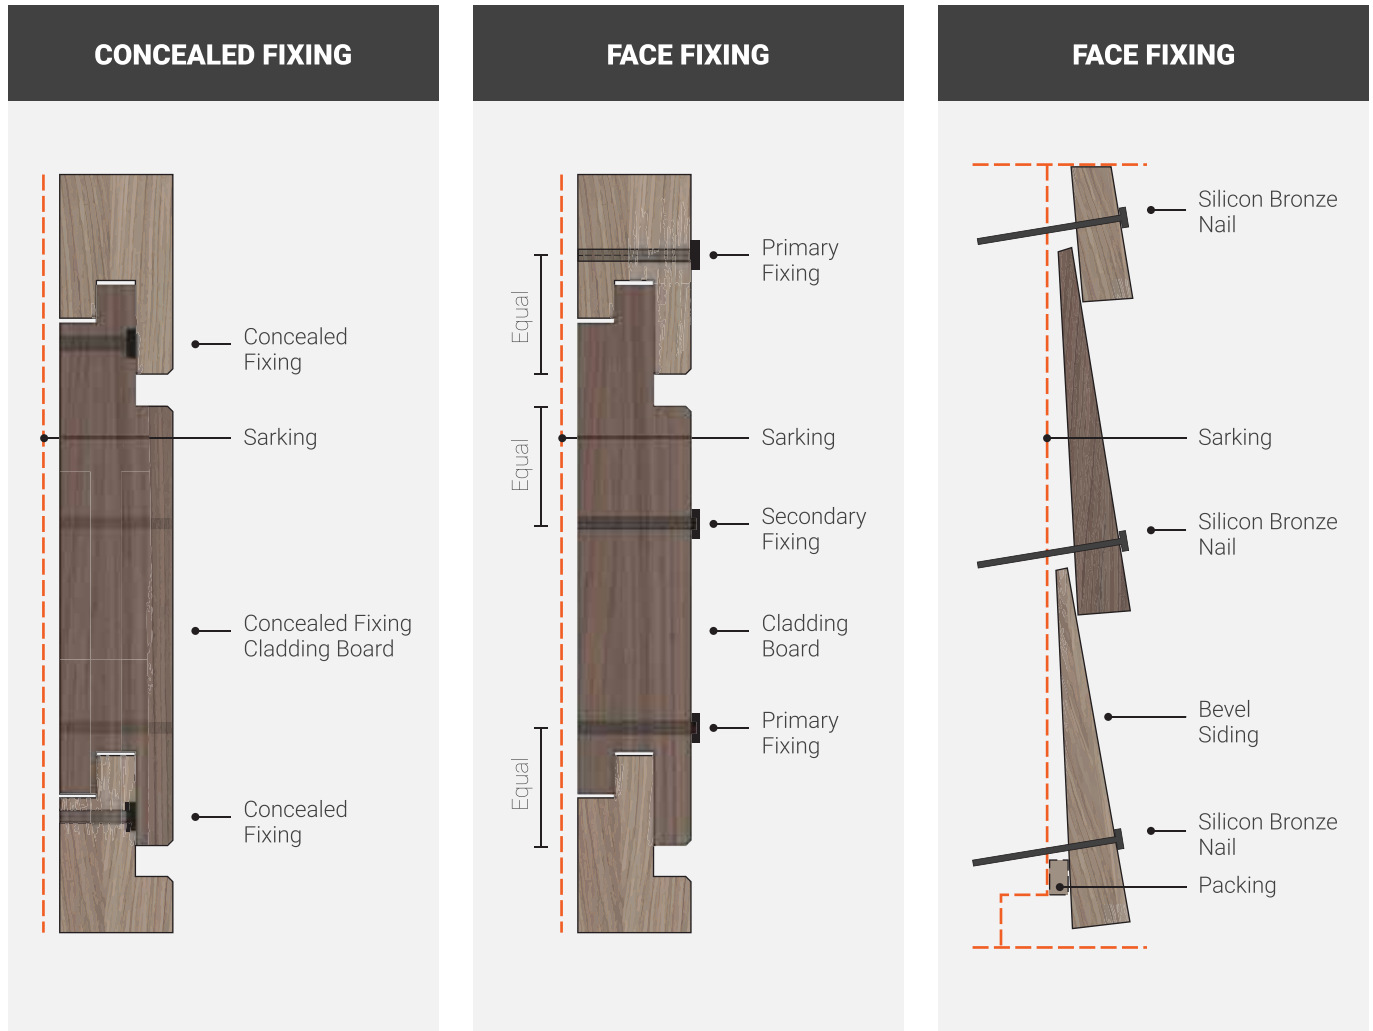 CONCEALED FIXING
Concealed
Fixing
Sarking
Concealed Fixing
Cladding Board
Concealed
Fixing
FACE FIXING
Equal
Equal
Equal
Primary
Fixing
Sarking
Secondary
Fixing
Cladding
Board
Primary
Fixing
FACE FIXING
Silicon Bronze
Nail
Sarking
Silicon Bronze
Nail
Bevel
Siding
Silicon Bronze
Nail
Packing